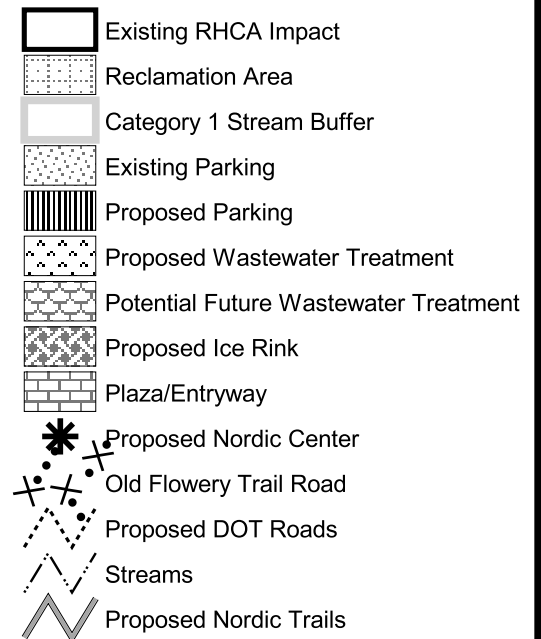 Existing RHCA Impact
Reclamation Area
Category 1 Stream Buffer
Existing Parking
Proposed Parking
Proposed Wastewater Treatment
Potential Future Wastewater Treatment
Proposed Ice Rink
Plaza/Entryway
Proposed Nordic Center
Old Flowery Trail Road
Proposed DOT Roads
Streams
Proposed Nordic Trails